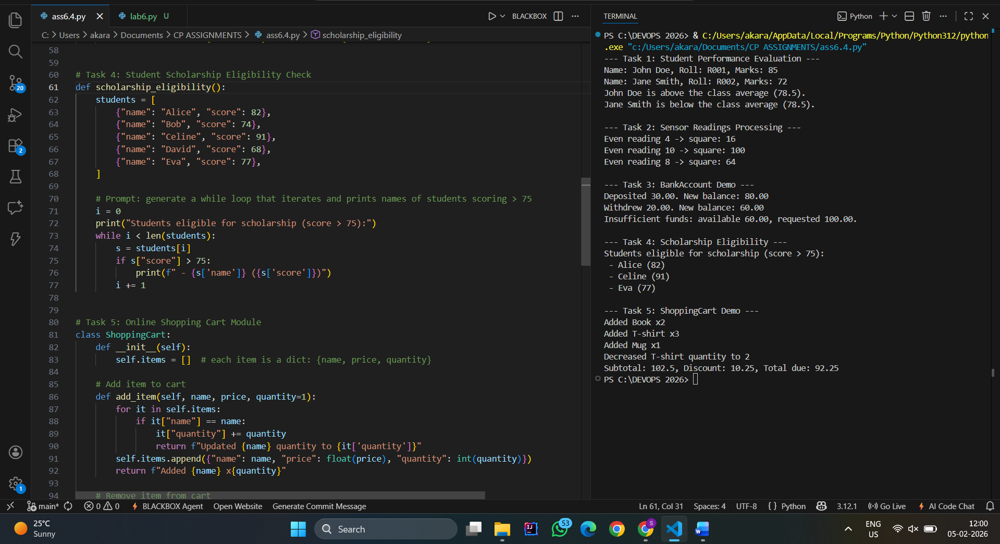 ass6.4.py
lab6.py U
BLACKBOX
C: > Users > akara > Documents > CP ASSIGNMENTS > ass6.4.py > scholarship_eligibility
58
59
60 # Task 4: Student Scholarship Eligibility Check
61 def scholarship_eligibility():
62     students = [
63         {"name": "Alice", "score": 82},
64         {"name": "Bob", "score": 74},
65         {"name": "Celine", "score": 91},
66         {"name": "David", "score": 68},
67         {"name": "Eva", "score": 77},
68     ]
69
70     # Prompt: generate a while loop that iterates and prints names of students scoring > 75
71     i = 0
72     print("Students eligible for scholarship (score > 75):")
73     while i < len(students):
74         s = students[i]
75         if s["score"] > 75:
76             print(f" - {s['name']} ({s['score']})")
77         i += 1
78
79
80 # Task 5: Online Shopping Cart Module
81 class ShoppingCart:
82     def __init__(self):
83         self.items = []  # each item is a dict: {name, price, quantity}
84
85     # Add item to cart
86     def add_item(self, name, price, quantity=1):
87         for it in self.items:
88             if it["name"] == name:
89                 it["quantity"] += quantity
90                 return f"Updated {name} quantity to {it['quantity']}"
91         self.items.append({"name": name, "price": float(price), "quantity": int(quantity)})
92         return f"Added {name} x{quantity}"
93
94     # Remove item from cart
TERMINAL
Python
PS C:\DEVOPS 2026> & C:/Users/akara/AppData/Local/Programs/Python/Python312/python
.exe "c:/Users/akara/Documents/CP ASSIGNMENTS/ass6.4.py"
--- Task 1: Student Performance Evaluation ---
Name: John Doe, Roll: R001, Marks: 85
Name: Jane Smith, Roll: R002, Marks: 72
John Doe is above the class average (78.5).
Jane Smith is below the class average (78.5).
--- Task 2: Sensor Readings Processing ---
Even reading 4 -> square: 16
Even reading 10 -> square: 100
Even reading 8 -> square: 64
--- Task 3: BankAccount Demo ---
Deposited 30.00. New balance: 80.00
Withdrew 20.00. New balance: 60.00
Insufficient funds: available 60.00, requested 100.00.
--- Task 4: Scholarship Eligibility ---
Students eligible for scholarship (score > 75):
 - Alice (82)
 - Celine (91)
 - Eva (77)
--- Task 5: ShoppingCart Demo ---
Added Book x2
Added T-shirt x3
Added Mug x1
Decreased T-shirt quantity to 2
Subtotal: 102.5, Discount: 10.25, Total due: 92.25
PS C:\DEVOPS 2026>
20
2
1
main* 0 0 BLACKBOX Agent Open Website Generate Commit Message
Ln 61, Col 31 Spaces: 4 UTF-8 {} Python 3.12.1 Go Live AI Code Chat
25°C
Sunny
Search
IJ
53
S
W
ENG
US
12:00
05-02-2026